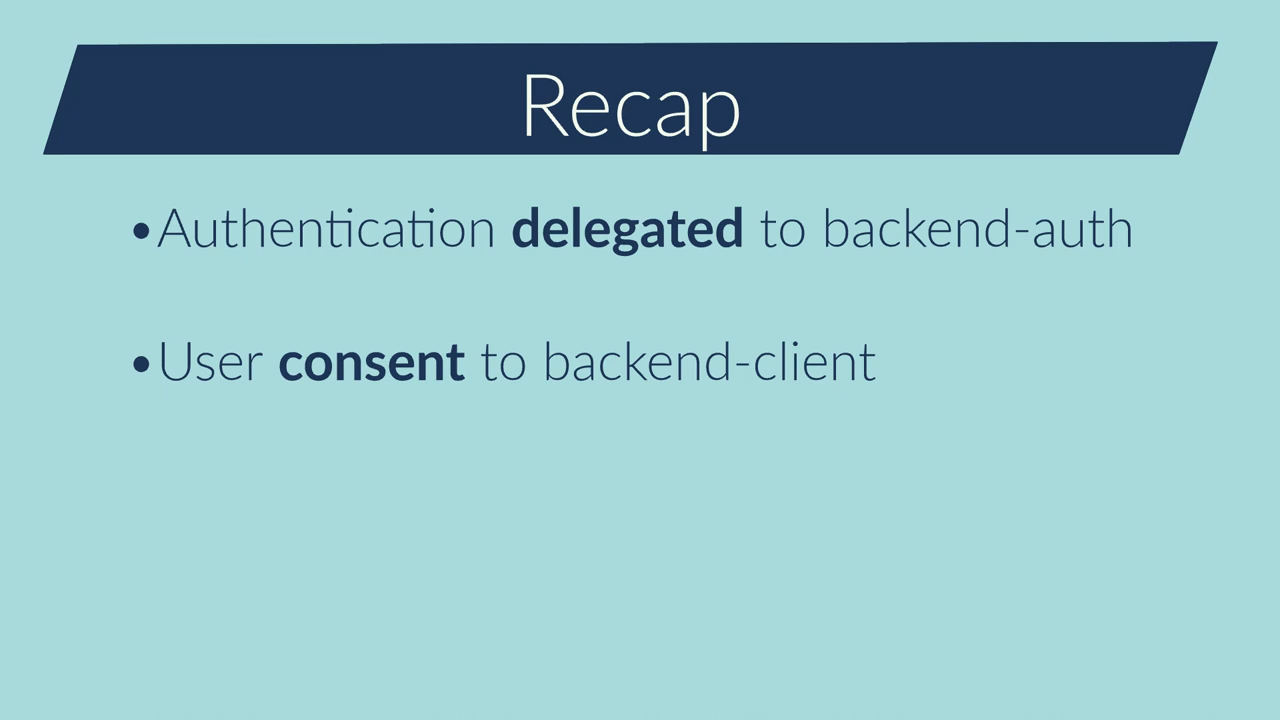 Recap
•Authentication delegated to backend-auth
•User consent to backend-client